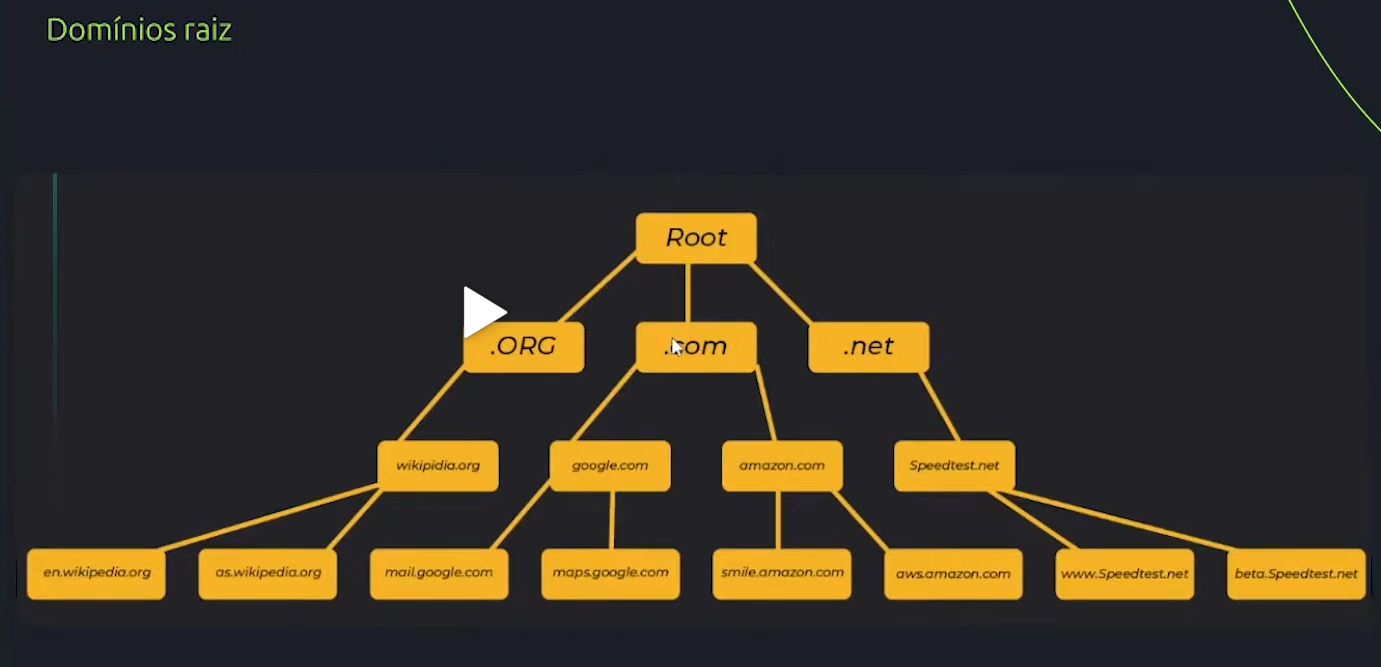 Domínios raiz
Root
.ORG
.com
.net
wikipidia.org
google.com
amazon.com
Speedtest.net
en.wikipedia.org
as.wikipedia.org
mail.google.com
maps.google.com
smile.amazon.com
aws.amazon.com
www.Speedtest.net
beta.Speedtest.net